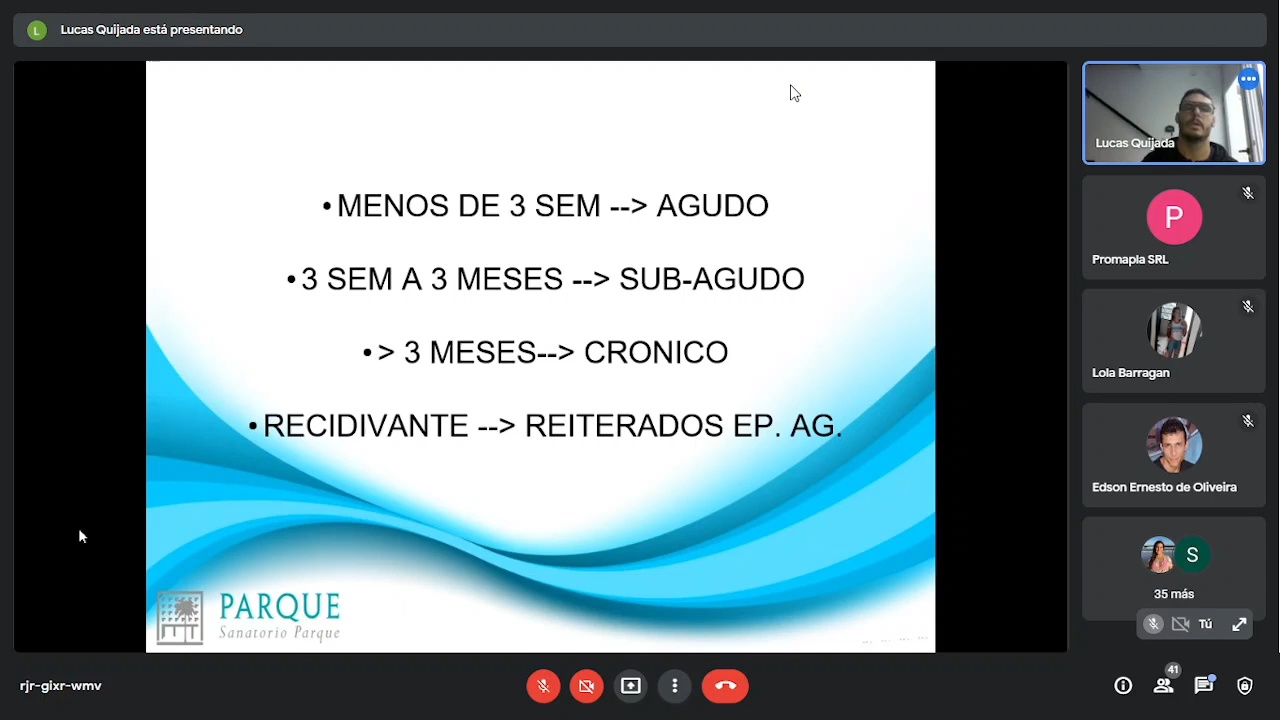 L
Lucas Quijada está presentando
• MENOS DE 3 SEM --> AGUDO
• 3 SEM A 3 MESES --> SUB-AGUDO
• > 3 MESES--> CRONICO
• RECIDIVANTE --> REITERADOS EP. AG.
PARQUE
Sanatorio Parque
Lucas Quijada
P
Promapla SRL
Lola Barragan
Edson Ernesto de Oliveira
S
35 más
Tú
rjr-gixr-wmv
41